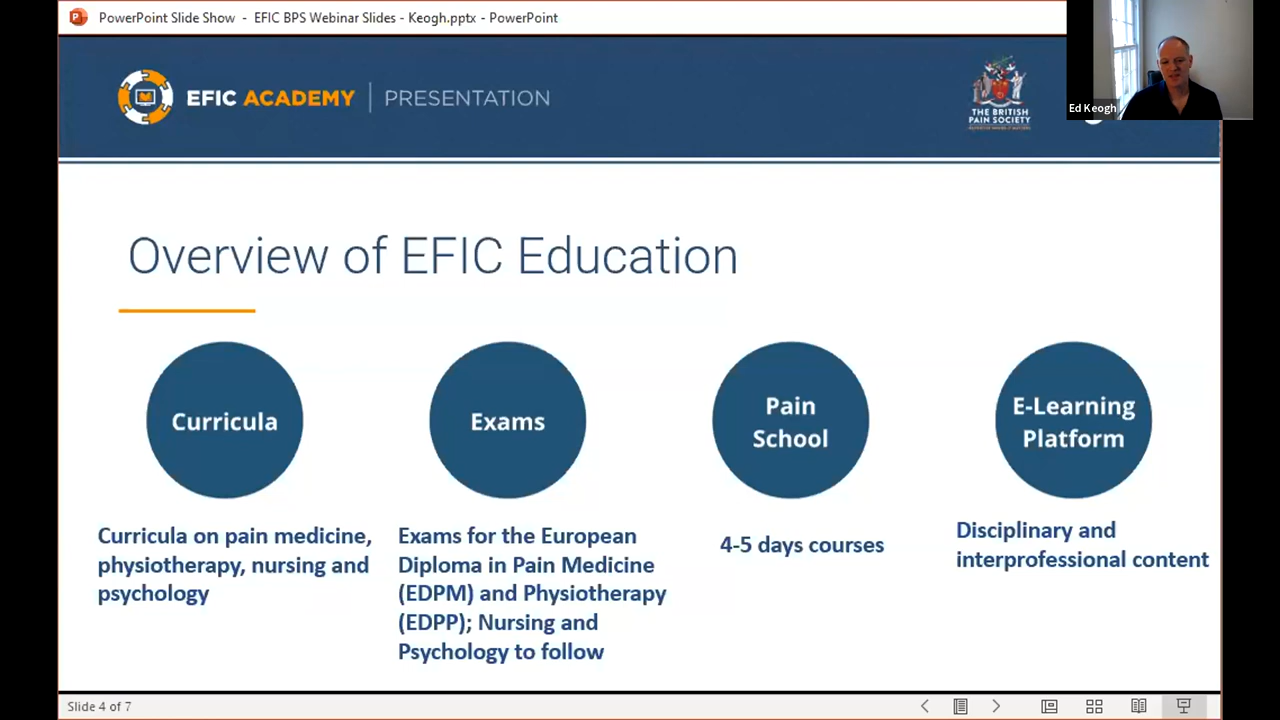 PowerPoint Slide Show - EFIC BPS Webinar Slides - Keogh.pptx - PowerPoint
EFIC ACADEMY | PRESENTATION
THE BRITISH
PAIN SOCIETY
Ed Keogh
Overview of EFIC Education
Curricula
Curricula on pain medicine,
physiotherapy, nursing and
psychology
Exams
Exams for the European
Diploma in Pain Medicine
(EDPM) and Physiotherapy
(EDPP); Nursing and
Psychology to follow
Pain
School
4-5 days courses
E-Learning
Platform
Disciplinary and
interprofessional content
Slide 4 of 7